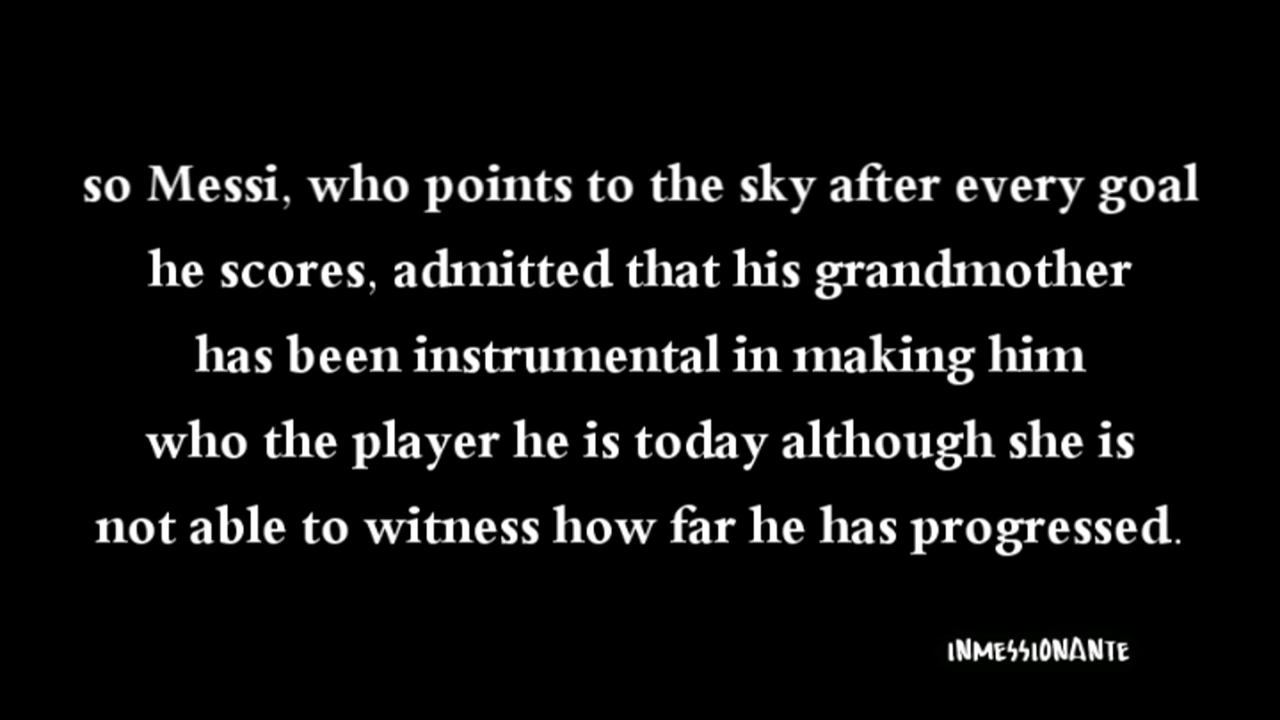 so Messi, who points to the sky after every goal
he scores, admitted that his grandmother
has been instrumental in making him
who the player he is today although she is
not able to witness how far he has progressed.
INMESSIONANTE